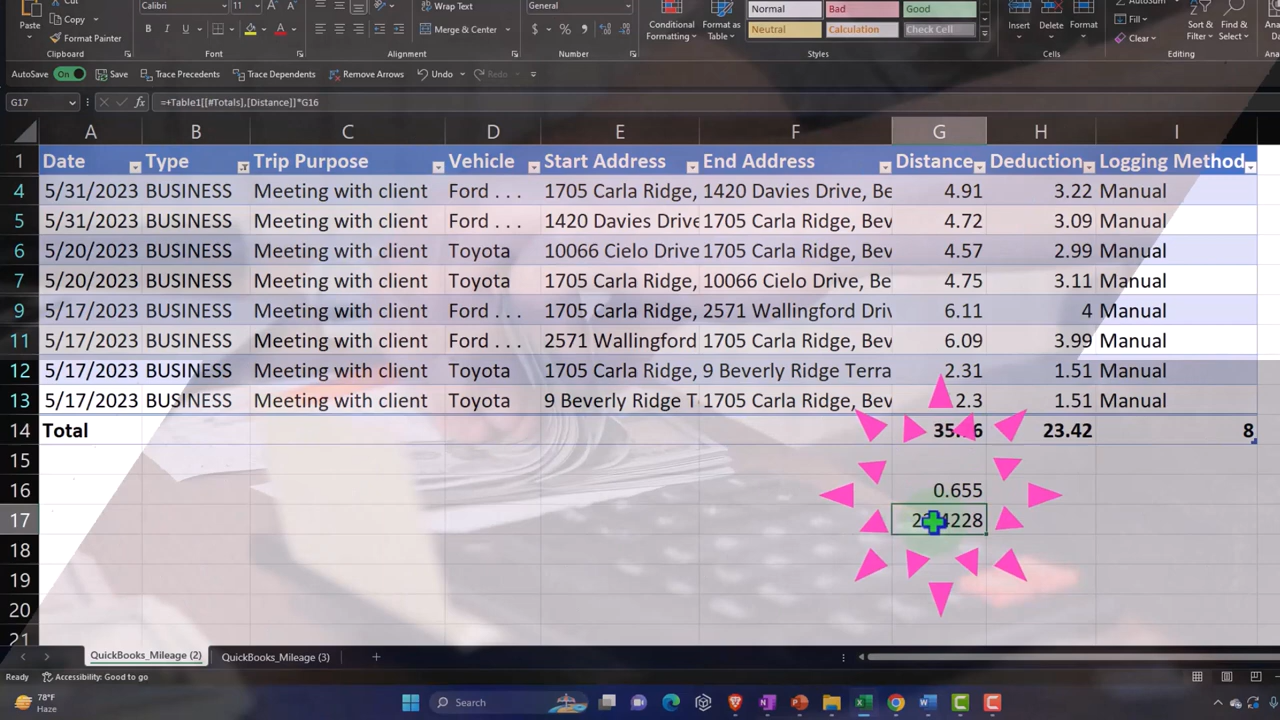 Calibri 11 Wrap Text General Normal Bad Good
Copy Paste Format Painter Merge & Center Conditional Formatting Format as Table Neutral Calculation Check Cell Insert Delete Format Fill Clear Sort & Filter Find & Select
Clipboard Font Alignment Number Styles Cells Editing
AutoSave On Save Trace Precedents Trace Dependents Remove Arrows Undo Redo
G17 fx =+Table1[[#Totals],[Distance]]*G16
A B C D E F G H I
1 Date Type Trip Purpose Vehicle Start Address End Address Distance Deduction Logging Method
4 5/31/2023 BUSINESS Meeting with client Ford . . . 1705 Carla Ridge, 1420 Davies Drive, Be 4.91 3.22 Manual
5 5/31/2023 BUSINESS Meeting with client Ford . . . 1420 Davies Drive 1705 Carla Ridge, Bev 4.72 3.09 Manual
6 5/20/2023 BUSINESS Meeting with client Toyota 10066 Cielo Drive 1705 Carla Ridge, Bev 4.57 2.99 Manual
7 5/20/2023 BUSINESS Meeting with client Toyota 1705 Carla Ridge, 10066 Cielo Drive, Be 4.75 3.11 Manual
9 5/17/2023 BUSINESS Meeting with client Ford . . . 1705 Carla Ridge, 2571 Wallingford Driv 6.11 4 Manual
11 5/17/2023 BUSINESS Meeting with client Ford . . . 2571 Wallingford 1705 Carla Ridge, Bev 6.09 3.99 Manual
12 5/17/2023 BUSINESS Meeting with client Toyota 1705 Carla Ridge, 9 Beverly Ridge Terra 2.31 1.51 Manual
13 5/17/2023 BUSINESS Meeting with client Toyota 9 Beverly Ridge T 1705 Carla Ridge, Bev 2.3 1.51 Manual
14 Total 23.42 8
15
16 0.655
17
18
19
20
21
QuickBooks_Mileage (2) QuickBooks_Mileage (3)
Ready Accessibility: Good to go
78°F
Haze
Search